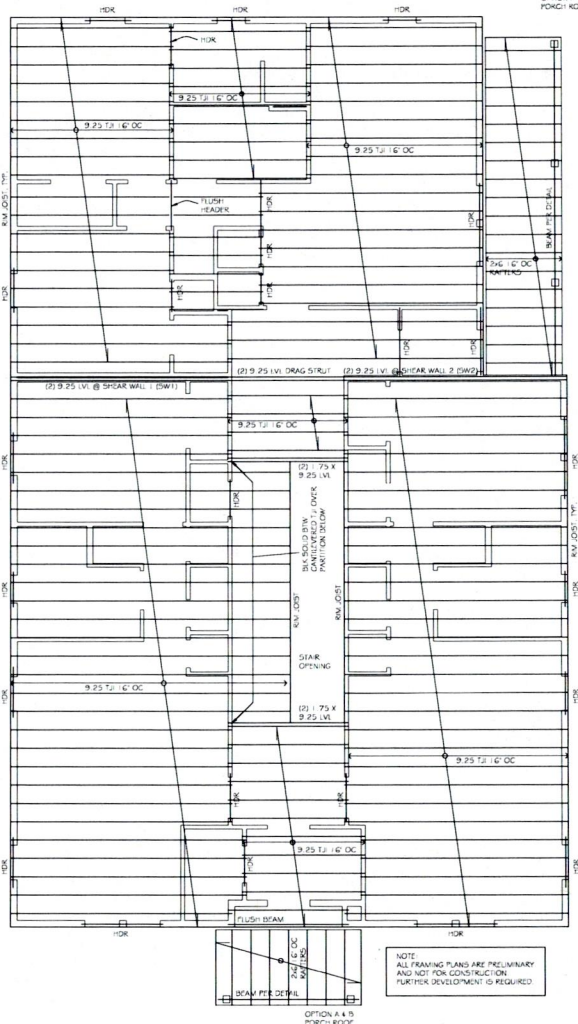 HDR
HDR
HDR
PORCH RO
HDR
9.25 TJI 16" OC
9.25 TJI 16" OC
9.25 TJI 16" OC
RIM JOIST, TYP.
FLUSH
HEADER
HDR
HDR
BEAM PER DETAIL
HDR
2x6 16" OC
RAFTERS
HDR
HDR
HDR
HDR
HDR
(2) 9.25 LVL DRAG STRUT
(2) 9.25 LVL @ SHEAR WALL 2 (SW2)
(2) 9.25 LVL @ SHEAR WALL 1 (SW1)
9.25 TJI 16" OC
HDR
HDR
(2) 1.75 X
9.25 LVL
HDR
BLK SOLID BTW
CANTILEVERED TJI OVER
PARTITION BELOW
RIM JOIST, TYP.
HDR
HDR
RIM JOIST
RIM JOIST
STAIR
OPENING
9.25 TJI 16" OC
HDR
HDR
(2) 1.75 X
9.25 LVL
9.25 TJI 16" OC
HDR
HDR
9.25 TJI 16" OC
HDR
HDR
HDR
FLUSH BEAM
HDR
HDR
2x6 16" OC
RAFTERS
BEAM PER DETAIL
NOTE:
ALL FRAMING PLANS ARE PRELIMINARY
AND NOT FOR CONSTRUCTION
FURTHER DEVELOPMENT IS REQUIRED.
OPTION A & B
PORCH ROOF